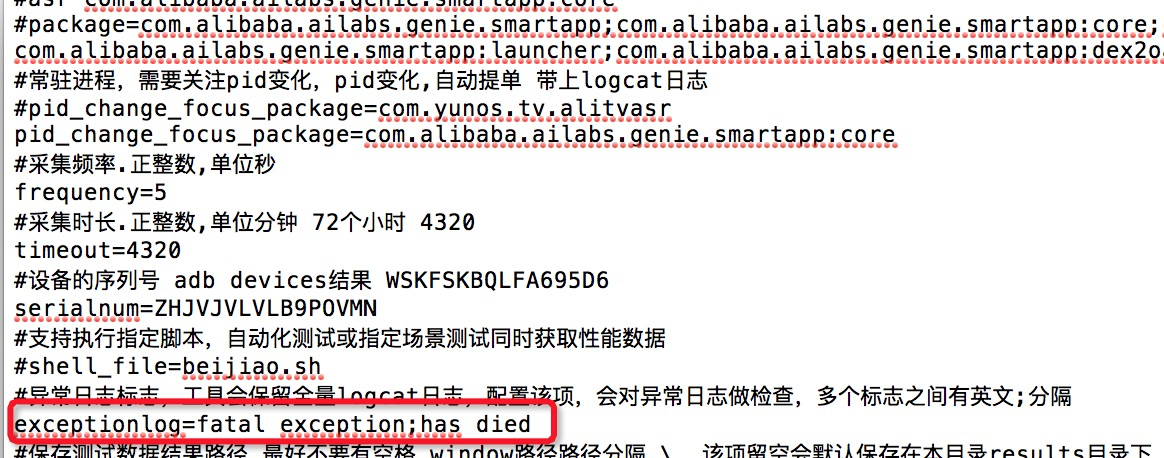 #asr com.alibaba.ailabs.genie.smartapp:core
#package=com.alibaba.ailabs.genie.smartapp;com.alibaba.ailabs.genie.smartapp:core;
com.alibaba.ailabs.genie.smartapp:launcher;com.alibaba.ailabs.genie.smartapp:dex2o
#常驻进程，需要关注pid变化，pid变化,自动提单 带上logcat日志
#pid_change_focus_package=com.yunos.tv.alitvasr
pid_change_focus_package=com.alibaba.ailabs.genie.smartapp:core
#采集频率.正整数,单位秒
frequency=5
#采集时长.正整数,单位分钟 72个小时 4320
timeout=4320
#设备的序列号 adb devices结果 WSKFSKBQLFA695D6
serialnum=ZHJVJVLVLB9POVMN
#支持执行指定脚本，自动化测试或指定场景测试同时获取性能数据
#shell_file=beijiao.sh
#异常日志标志，工具会保留全量logcat日志，配置该项，会对异常日志做检查，多个标志之间有英文;分隔
exceptionlog=fatal exception;has died
#保存测试数据结果路径 最好不要有空格 window路径路径分隔 \ 该项留空会默认保存在本目录results目录下